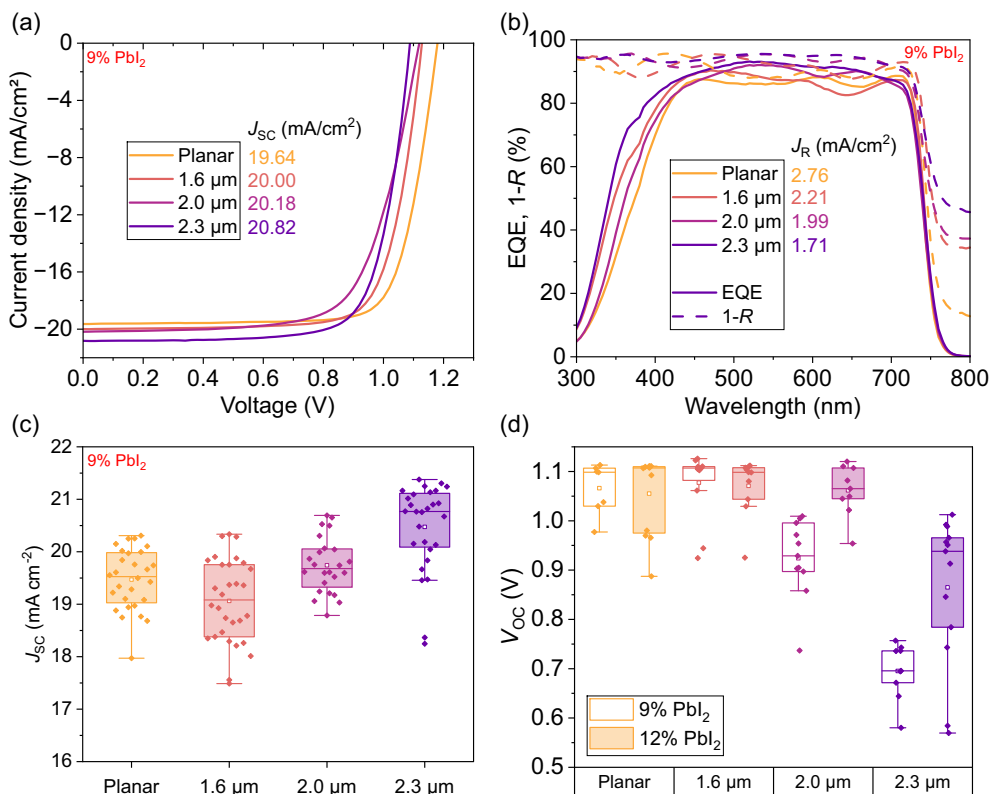 (a)
9% PbI₂
0
−4
−8
−12
−16
−20
Current density (mA/cm²)
J_SC (mA/cm²)
Planar 19.64
1.6 μm 20.00
2.0 μm 20.18
2.3 μm 20.82
0.0 0.2 0.4 0.6 0.8 1.0 1.2
Voltage (V)
(b)
9% PbI₂
100
80
60
40
20
0
EQE, 1-R (%)
J_R (mA/cm²)
Planar 2.76
1.6 μm 2.21
2.0 μm 1.99
2.3 μm 1.71
EQE
1-R
300 400 500 600 700 800
Wavelength (nm)
(c)
9% PbI₂
22
21
20
19
18
17
16
J_SC (mA cm⁻²)
Planar 1.6 μm 2.0 μm 2.3 μm
(d)
1.1
1.0
0.9
0.8
0.7
0.6
0.5
V_OC (V)
9% PbI₂
12% PbI₂
Planar 1.6 μm 2.0 μm 2.3 μm